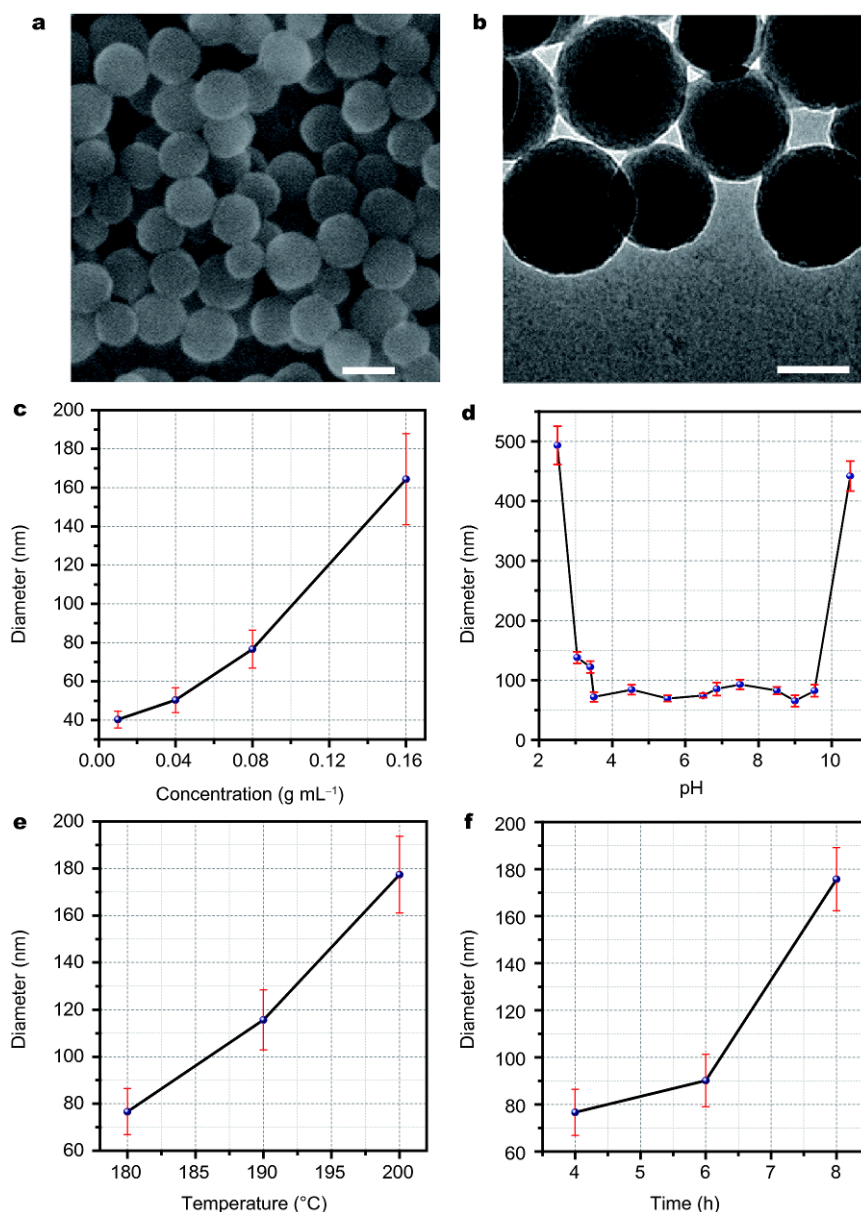 a
b
c
200
180
160
140
120
100
80
60
40
Diameter (nm)
0.00 0.04 0.08 0.12 0.16
Concentration (g mL⁻¹)
d
500
400
300
200
100
0
Diameter (nm)
2 4 6 8 10
pH
e
200
180
160
140
120
100
80
60
Diameter (nm)
180 185 190 195 200
Temperature (°C)
f
200
180
160
140
120
100
80
60
Diameter (nm)
4 5 6 7 8
Time (h)